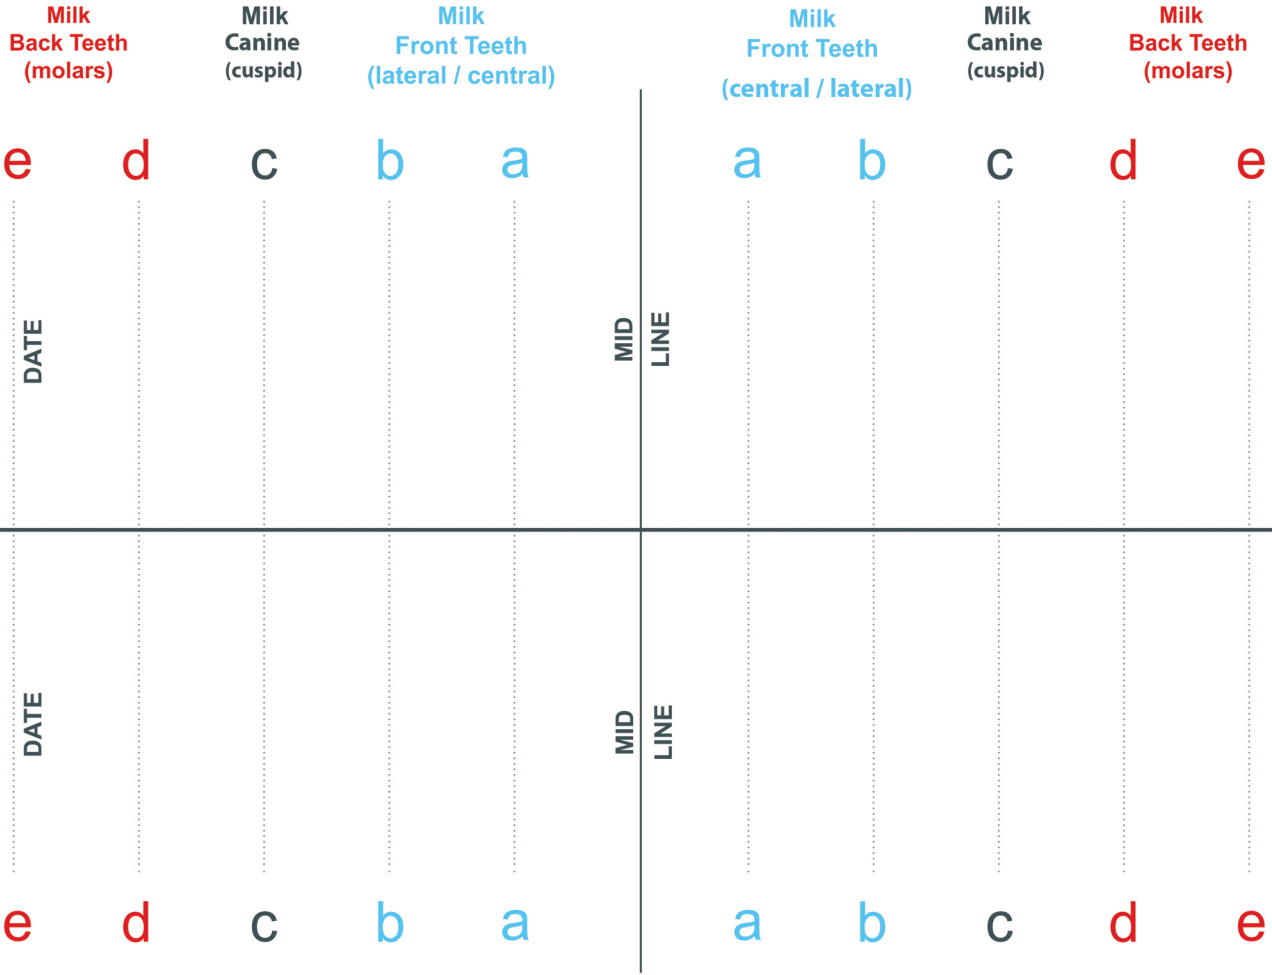 Milk
Back Teeth
(molars)
Milk
Canine
(cuspid)
Milk
Front Teeth
(lateral / central)
Milk
Front Teeth
(central / lateral)
Milk
Canine
(cuspid)
Milk
Back Teeth
(molars)
e d c b a a b c d e
DATE
MID
LINE
DATE
MID
LINE
e d c b a a b c d e